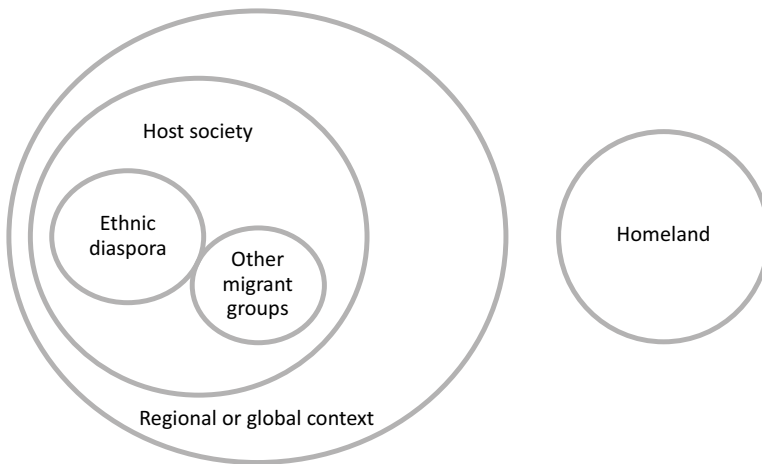 Host society
Ethnic
diaspora
Other
migrant
groups
Homeland
Regional or global context